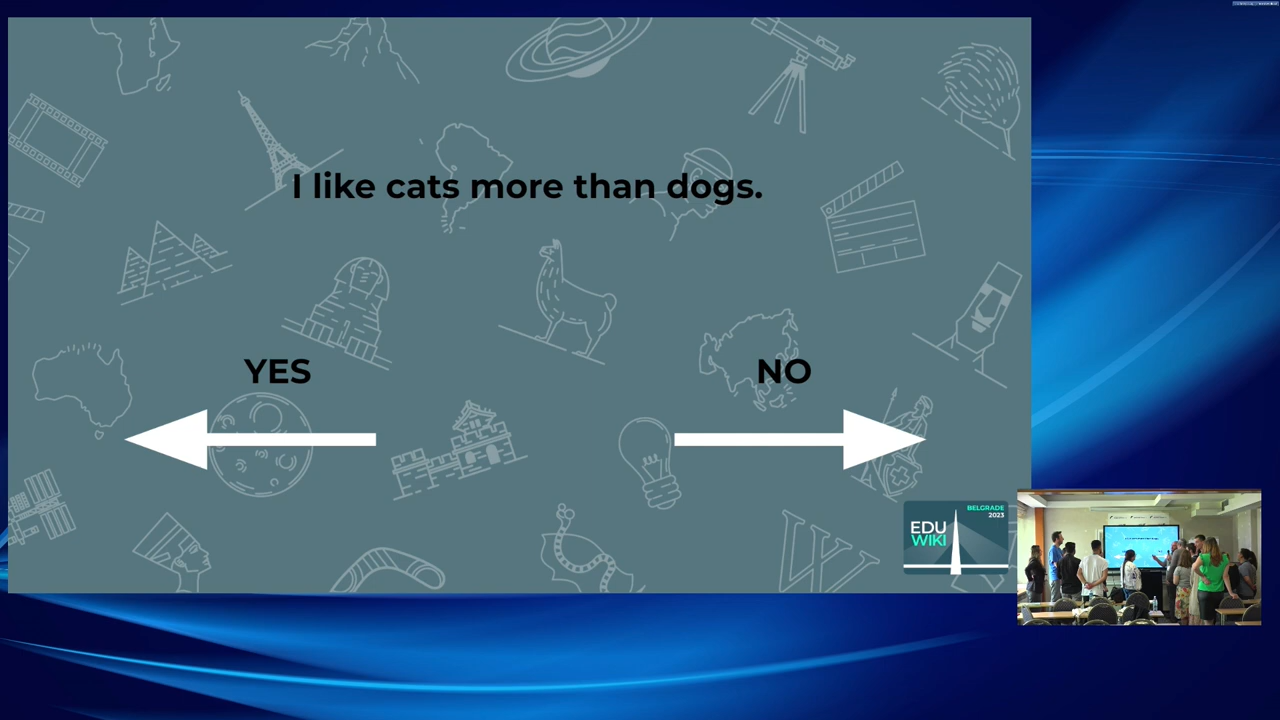 I like cats more than dogs.
YES
NO
BELGRADE
2023
EDU
WIKI
W